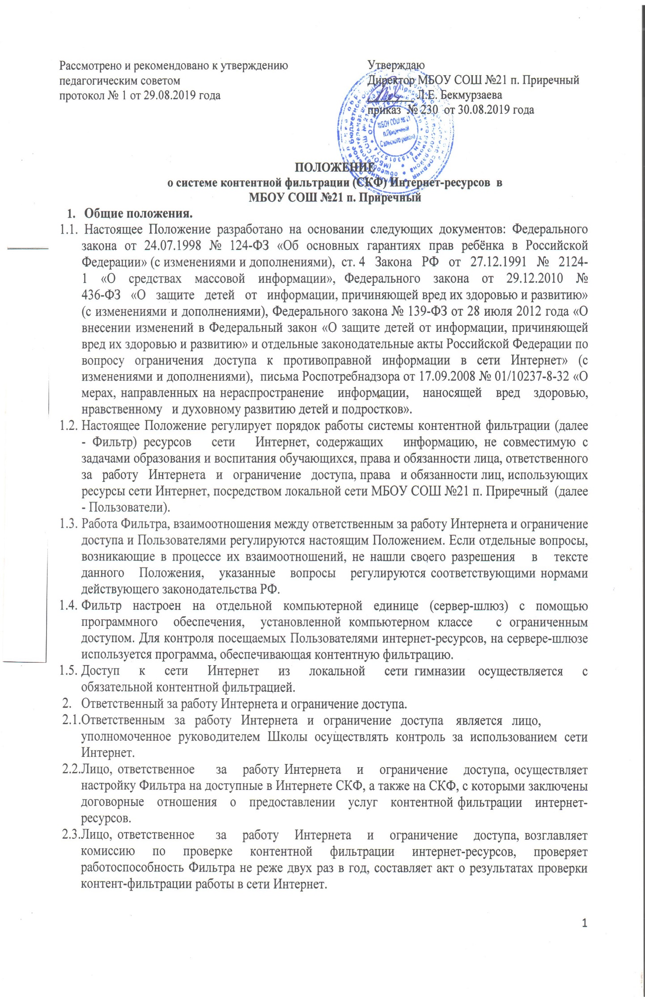 Рассмотрено и рекомендовано к утверждению
педагогическим советом
протокол № 1 от 29.08.2019 года
Утверждаю
Директор МБОУ СОШ №21 п. Приречный
Л.Е. Бекмурзаева
приказ № 230 от 30.08.2019 года
МБОУ СОШ № 21
п.Приречный
Сальского района
ПОЛОЖЕНИЕ
о системе контентной фильтрации (СКФ) Интернет-ресурсов в
МБОУ СОШ №21 п. Приречный
1. Общие положения.
1.1. Настоящее Положение разработано на основании следующих документов: Федерального
закона от 24.07.1998 № 124-ФЗ «Об основных гарантиях прав ребёнка в Российской
Федерации» (с изменениями и дополнениями), ст. 4 Закона РФ от 27.12.1991 № 2124-
1 «О средствах массовой информации», Федерального закона от 29.12.2010 №
436-ФЗ «О защите детей от информации, причиняющей вред их здоровью и развитию»
(с изменениями и дополнениями), Федерального закона № 139-ФЗ от 28 июля 2012 года «О
внесении изменений в Федеральный закон «О защите детей от информации, причиняющей
вред их здоровью и развитию» и отдельные законодательные акты Российской Федерации по
вопросу ограничения доступа к противоправной информации в сети Интернет» (с
изменениями и дополнениями), письма Роспотребнадзора от 17.09.2008 № 01/10237-8-32 «О
мерах, направленных на нераспространение информации, наносящей вред здоровью,
нравственному и духовному развитию детей и подростков».
1.2. Настоящее Положение регулирует порядок работы системы контентной фильтрации (далее
- Фильтр) ресурсов сети Интернет, содержащих информацию, не совместимую с
задачами образования и воспитания обучающихся, права и обязанности лица, ответственного
за работу Интернета и ограничение доступа, права и обязанности лиц, использующих
ресурсы сети Интернет, посредством локальной сети МБОУ СОШ №21 п. Приречный (далее
- Пользователи).
1.3. Работа Фильтра, взаимоотношения между ответственным за работу Интернета и ограничение
доступа и Пользователями регулируются настоящим Положением. Если отдельные вопросы,
возникающие в процессе их взаимоотношений, не нашли своего разрешения в тексте
данного Положения, указанные вопросы регулируются соответствующими нормами
действующего законодательства РФ.
1.4. Фильтр настроен на отдельной компьютерной единице (сервер-шлюз) с помощью
программного обеспечения, установленной компьютерном классе с ограниченным
доступом. Для контроля посещаемых Пользователями интернет-ресурсов, на сервере-шлюзе
используется программа, обеспечивающая контентную фильтрацию.
1.5. Доступ к сети Интернет из локальной сети гимназии осуществляется с
обязательной контентной фильтрацией.
2. Ответственный за работу Интернета и ограничение доступа.
2.1.Ответственным за работу Интернета и ограничение доступа является лицо,
уполномоченное руководителем Школы осуществлять контроль за использованием сети
Интернет.
2.2.Лицо, ответственное за работу Интернета и ограничение доступа, осуществляет
настройку Фильтра на доступные в Интернете СКФ, а также на СКФ, с которыми заключены
договорные отношения о предоставлении услуг контентной фильтрации интернет-
ресурсов.
2.3.Лицо, ответственное за работу Интернета и ограничение доступа, возглавляет
комиссию по проверке контентной фильтрации интернет-ресурсов, проверяет
работоспособность Фильтра не реже двух раз в год, составляет акт о результатах проверки
контент-фильтрации работы в сети Интернет.
1